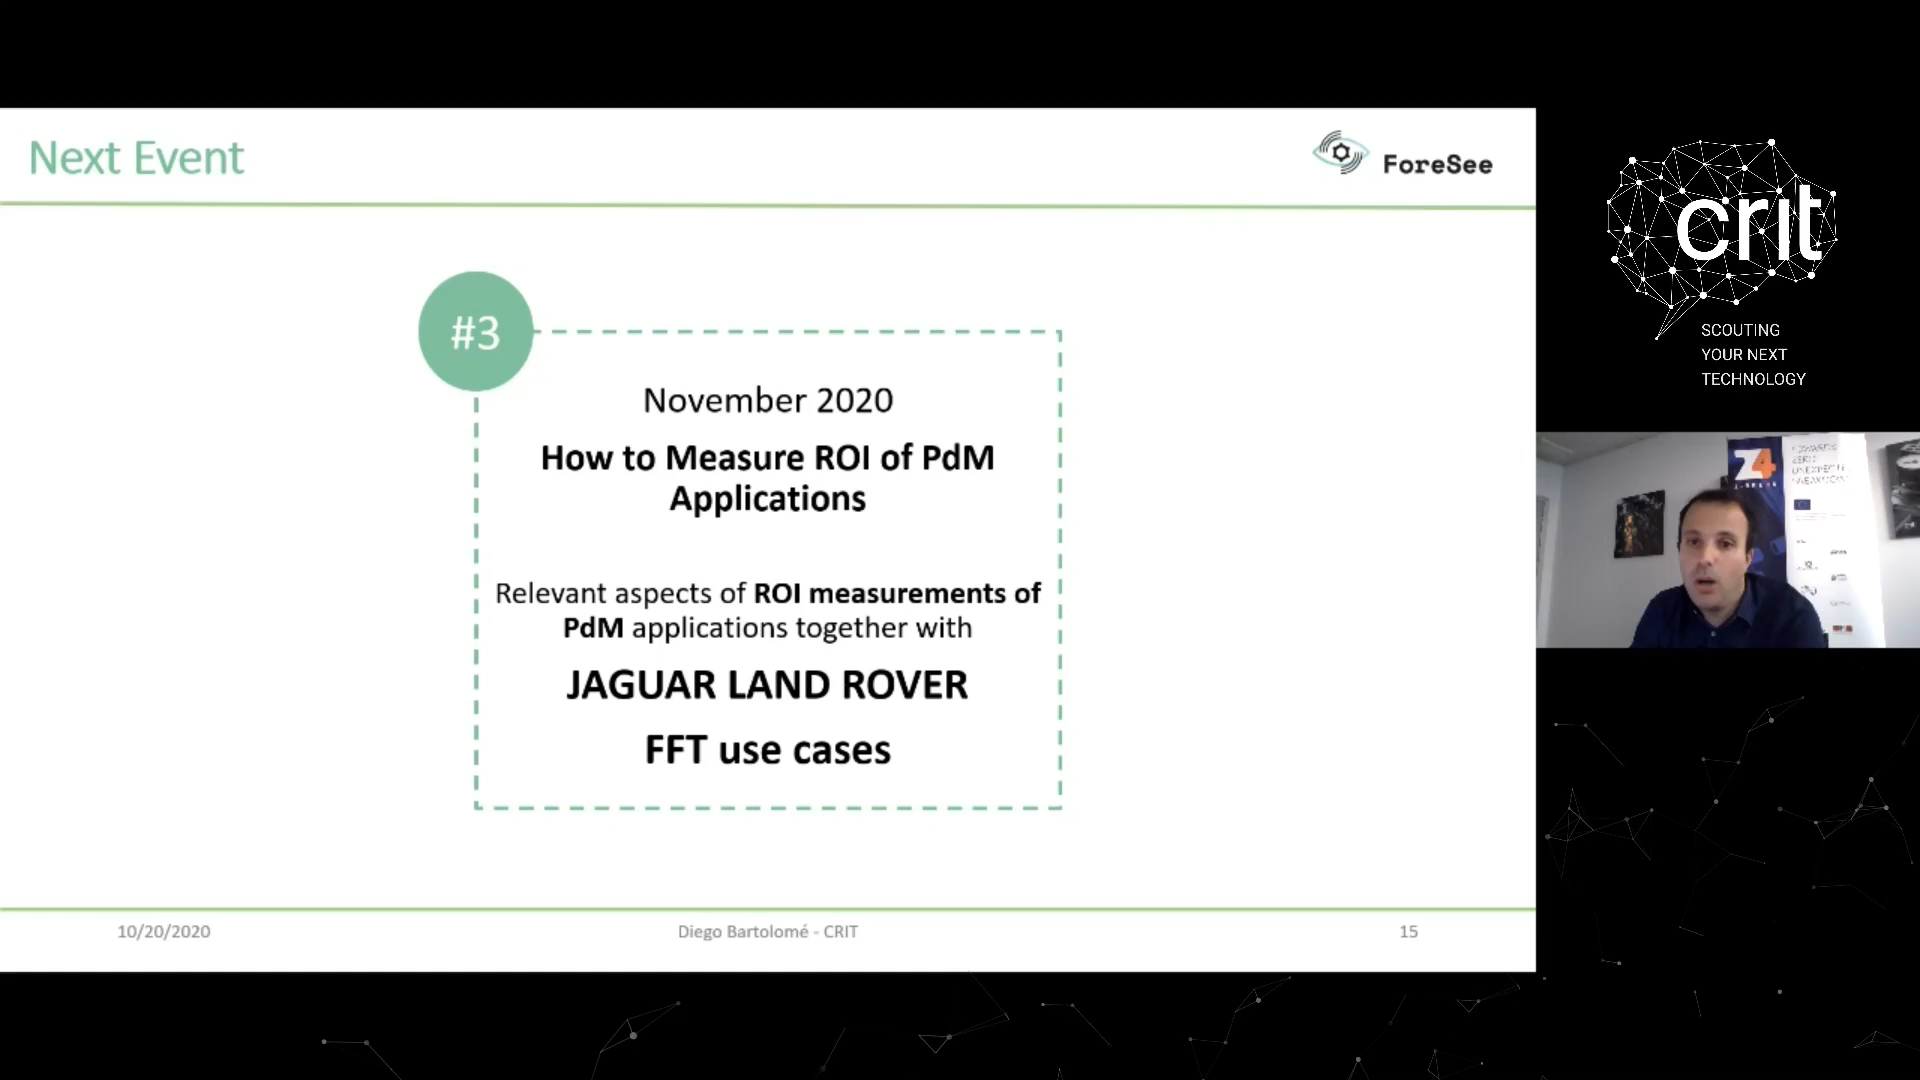 Next Event
ForeSee
#3
November 2020
How to Measure ROI of PdM
Applications
Relevant aspects of ROI measurements of
PdM applications together with
JAGUAR LAND ROVER
FFT use cases
10/20/2020
Diego Bartolomé - CRIT
15
crit
SCOUTING
YOUR NEXT
TECHNOLOGY
Z4
ZERO